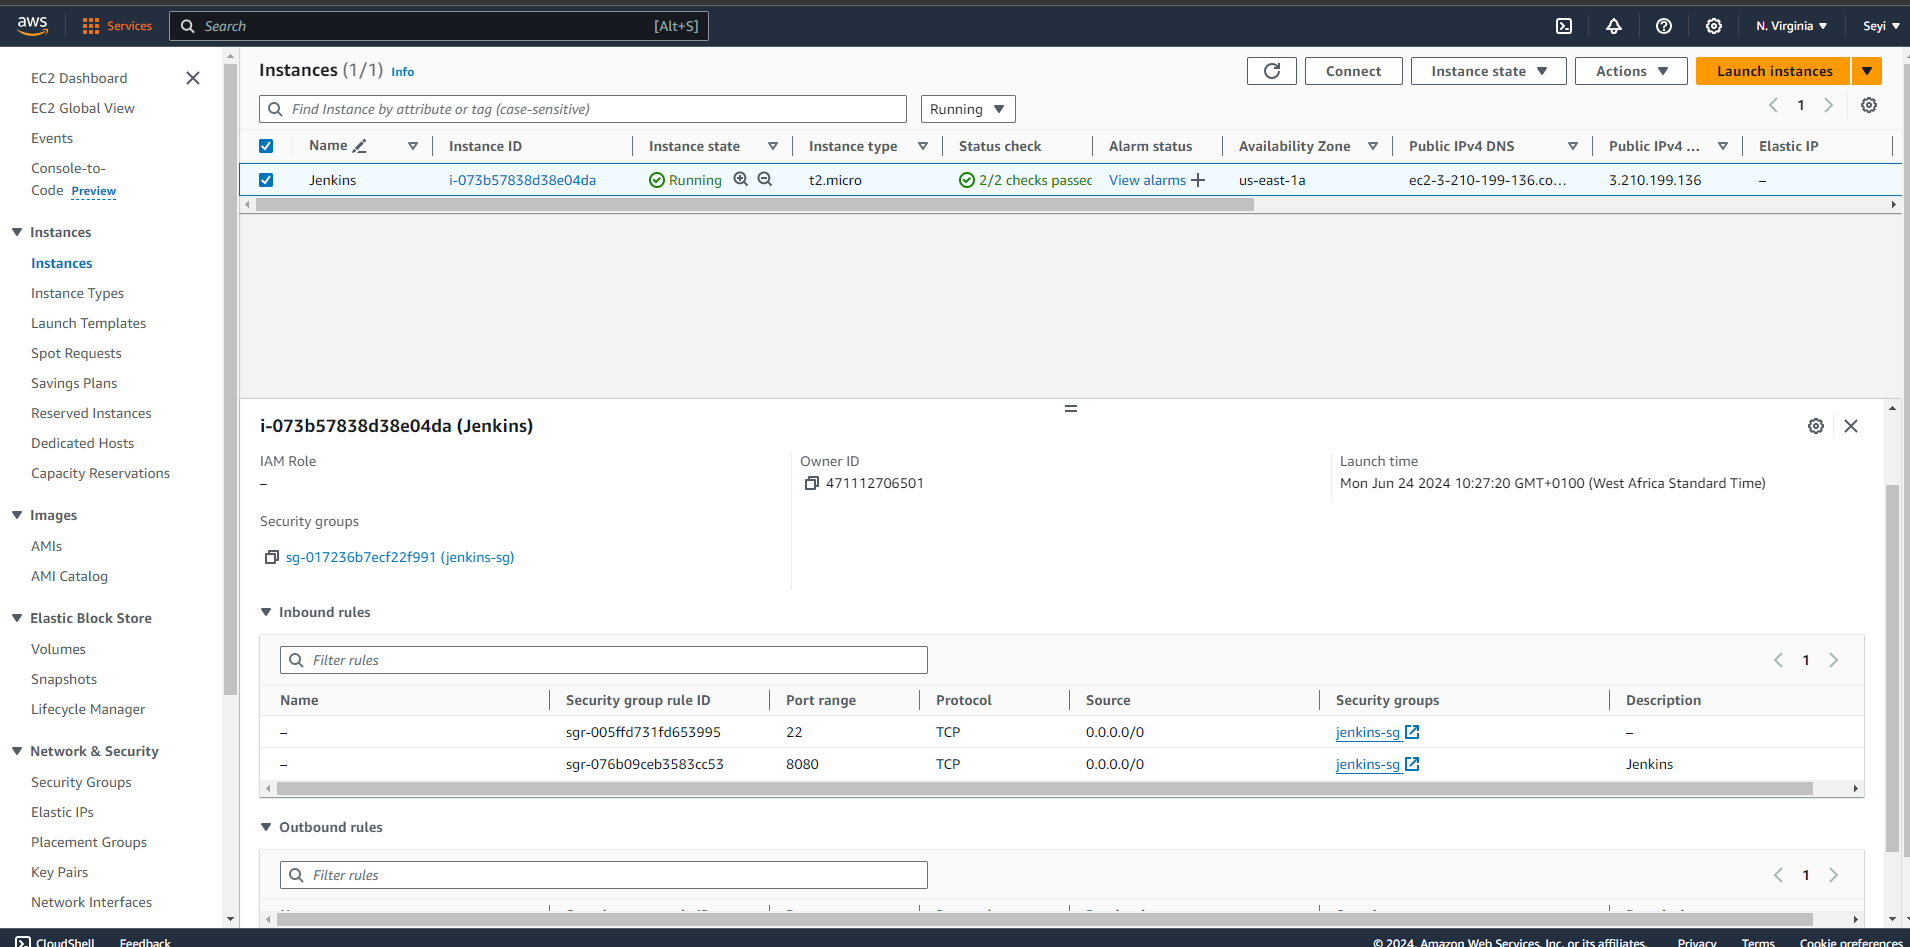 aws
Services
Search
[Alt+S]
N. Virginia
Seyi
EC2 Dashboard
EC2 Global View
Events
Console-to-
Code Preview
Instances
Instances
Instance Types
Launch Templates
Spot Requests
Savings Plans
Reserved Instances
Dedicated Hosts
Capacity Reservations
Images
AMIs
AMI Catalog
Elastic Block Store
Volumes
Snapshots
Lifecycle Manager
Network & Security
Security Groups
Elastic IPs
Placement Groups
Key Pairs
Network Interfaces
Instances (1/1) Info
Connect
Instance state
Actions
Launch instances
Find Instance by attribute or tag (case-sensitive)
Running
1
Name Instance ID Instance state Instance type Status check Alarm status Availability Zone Public IPv4 DNS Public IPv4 ... Elastic IP
Jenkins i-073b57838d38e04da Running t2.micro 2/2 checks passec View alarms + us-east-1a ec2-3-210-199-136.co... 3.210.199.136 –
i-073b57838d38e04da (Jenkins)
IAM Role
–
Owner ID
471112706501
Launch time
Mon Jun 24 2024 10:27:20 GMT+0100 (West Africa Standard Time)
Security groups
sg-017236b7ecf22f991 (jenkins-sg)
Inbound rules
Filter rules
1
Name Security group rule ID Port range Protocol Source Security groups Description
– sgr-005ffd731fd653995 22 TCP 0.0.0.0/0 jenkins-sg –
– sgr-076b09ceb3583cc53 8080 TCP 0.0.0.0/0 jenkins-sg Jenkins
Outbound rules
Filter rules
1
CloudShell Feedback
© 2024, Amazon Web Services, Inc. or its affiliates. Privacy Terms Cookie preferences